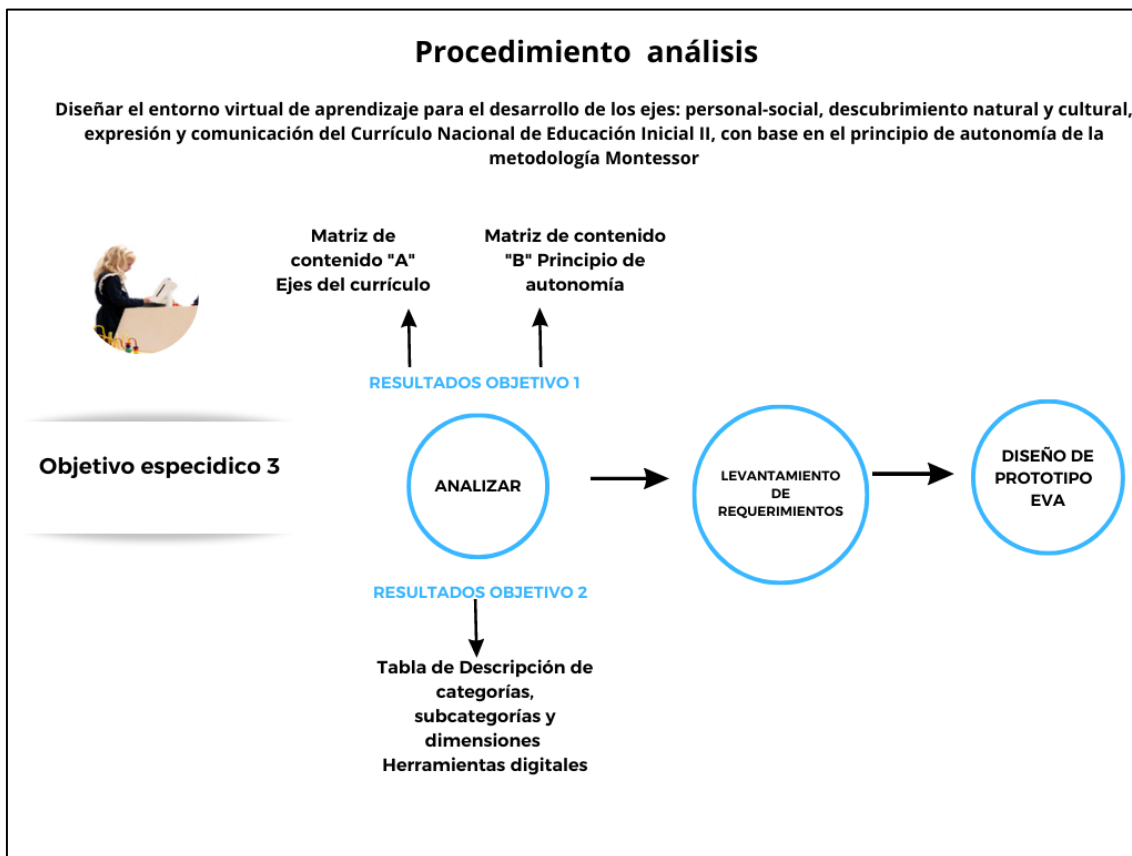 Procedimiento análisis
Diseñar el entorno virtual de aprendizaje para el desarrollo de los ejes: personal-social, descubrimiento natural y cultural,
expresión y comunicación del Currículo Nacional de Educación Inicial II, con base en el principio de autonomía de la
metodología Montessor
Matriz de
contenido "A"
Ejes del currículo
Matriz de contenido
"B" Principio de
autonomía
RESULTADOS OBJETIVO 1
Objetivo especidico 3
ANALIZAR
LEVANTAMIENTO
DE
REQUERIMIENTOS
DISEÑO DE
PROTOTIPO
EVA
RESULTADOS OBJETIVO 2
Tabla de Descripción de
categorías,
subcategorías y
dimensiones
Herramientas digitales